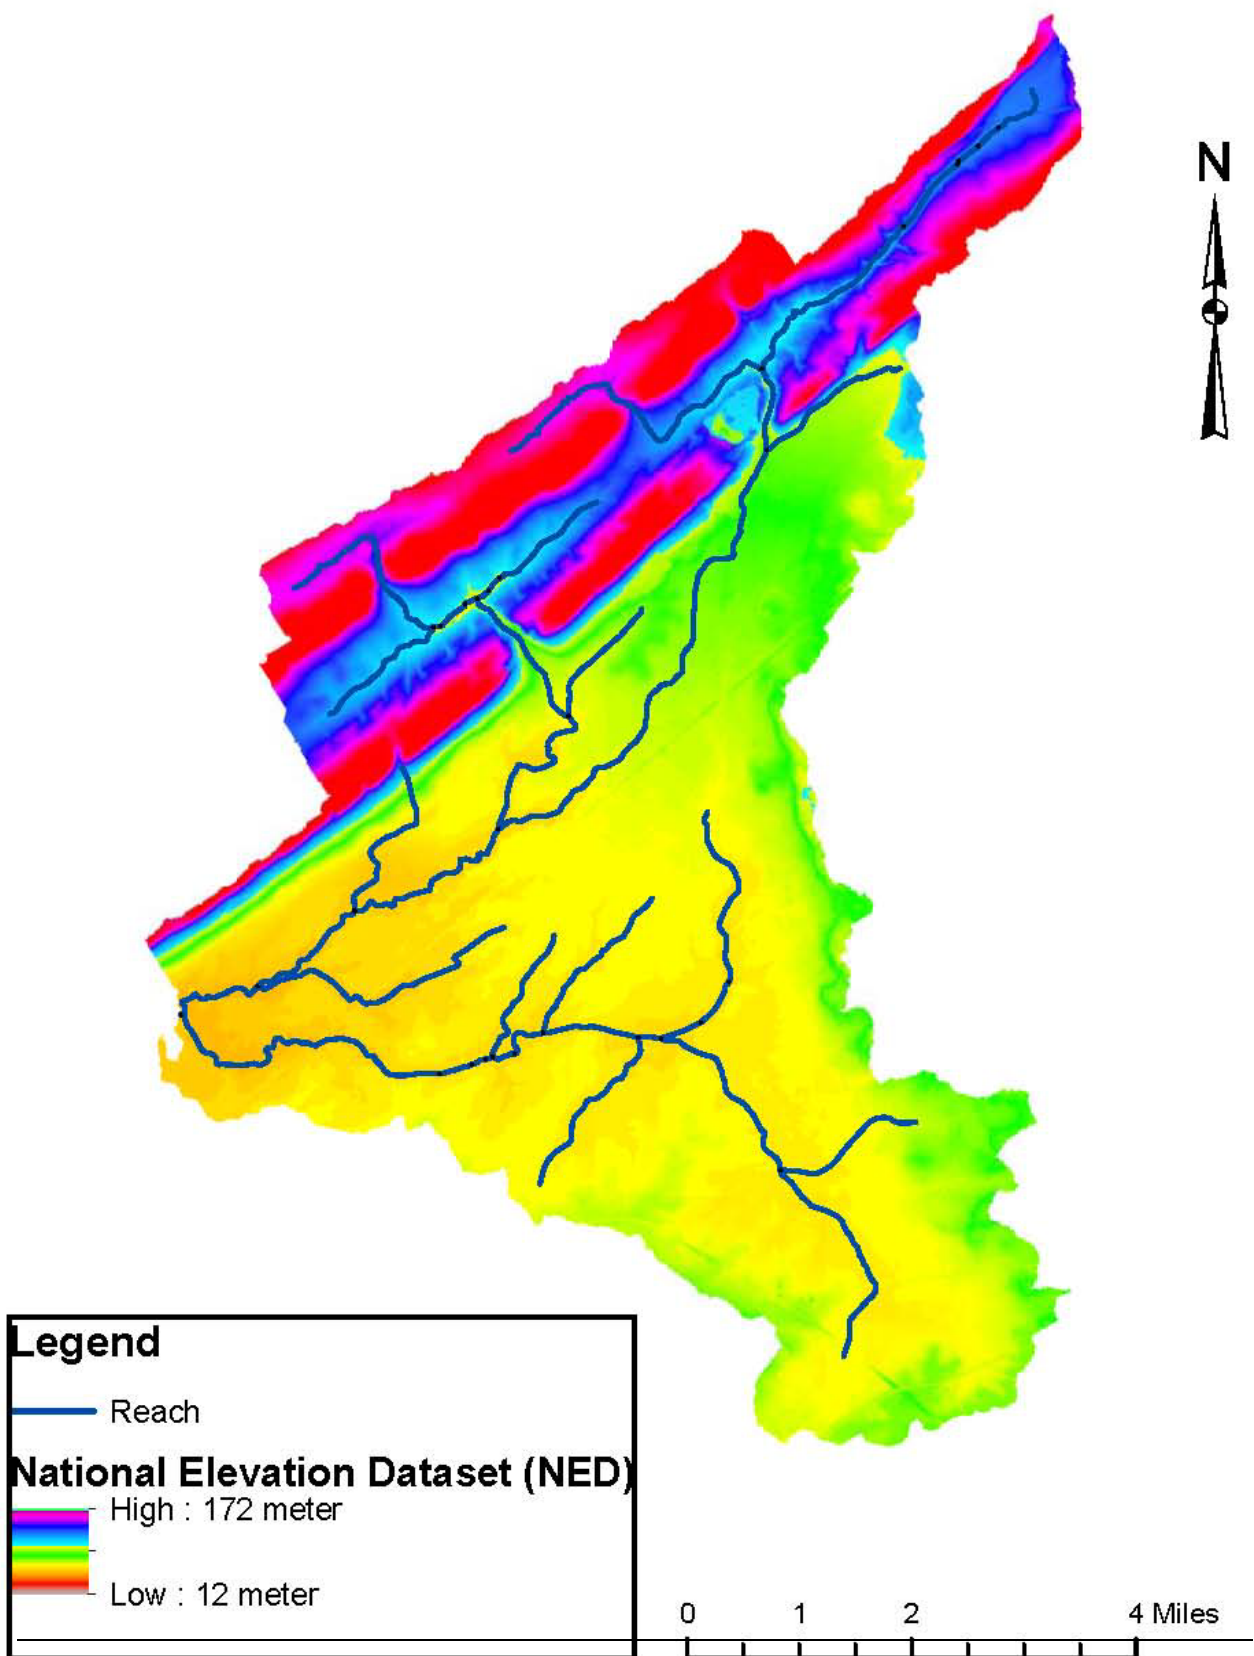 N
Legend
Reach
National Elevation Dataset (NED)
High : 172 meter
Low : 12 meter
0 1 2 4 Miles